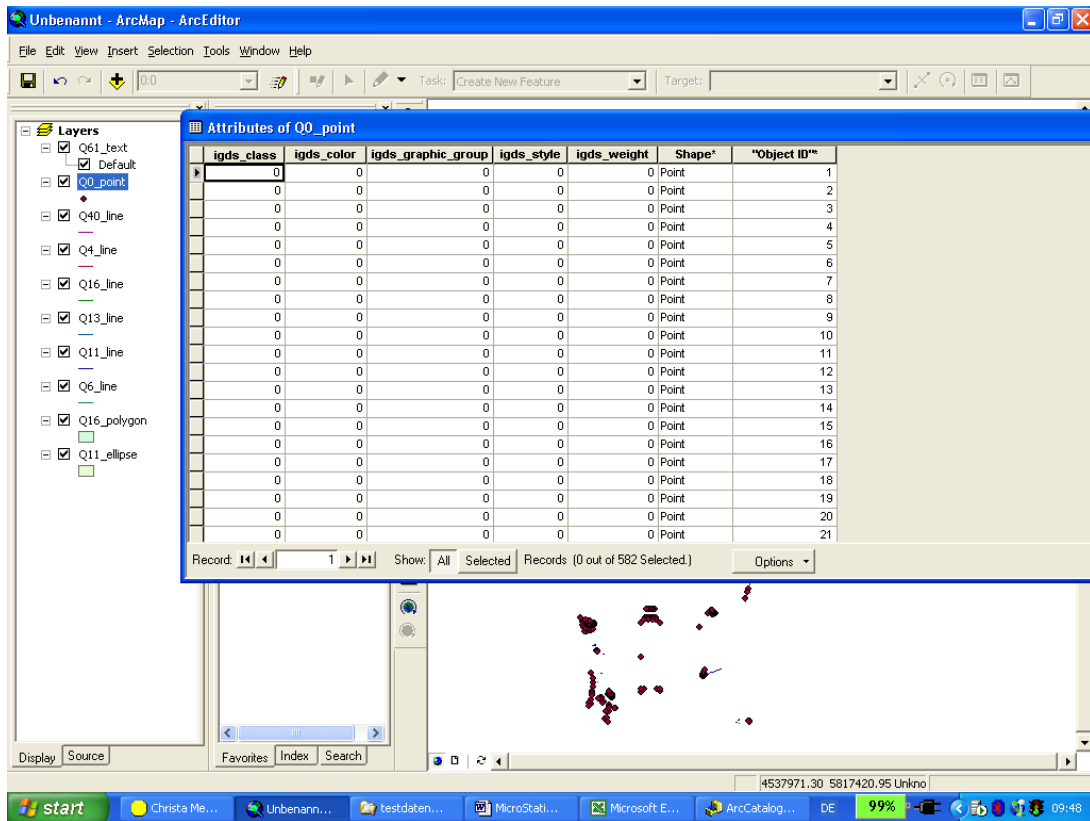 Unbenannt - ArcMap - ArcEditor
File Edit View Insert Selection Tools Window Help
0:0 Task: Create New Feature Target:
Layers
Q61_text
Default
Q0_point
Q40_line
Q4_line
Q16_line
Q13_line
Q11_line
Q6_line
Q16_polygon
Q11_ellipse
Attributes of Q0_point
igds_class igds_color igds_graphic_group igds_style igds_weight Shape* "Object ID"*
0 0 0 0 0 Point 1
0 0 0 0 0 Point 2
0 0 0 0 0 Point 3
0 0 0 0 0 Point 4
0 0 0 0 0 Point 5
0 0 0 0 0 Point 6
0 0 0 0 0 Point 7
0 0 0 0 0 Point 8
0 0 0 0 0 Point 9
0 0 0 0 0 Point 10
0 0 0 0 0 Point 11
0 0 0 0 0 Point 12
0 0 0 0 0 Point 13
0 0 0 0 0 Point 14
0 0 0 0 0 Point 15
0 0 0 0 0 Point 16
0 0 0 0 0 Point 17
0 0 0 0 0 Point 18
0 0 0 0 0 Point 19
0 0 0 0 0 Point 20
0 0 0 0 0 Point 21
Record: 1 Show: All Selected Records (0 out of 582 Selected.) Options
Display Source Favorites Index Search
4537971.30 5817420.95 Unkno
start Christa Me... Unbenann... testdaten... MicroStati... Microsoft E... ArcCatalog... DE 99% 09:48